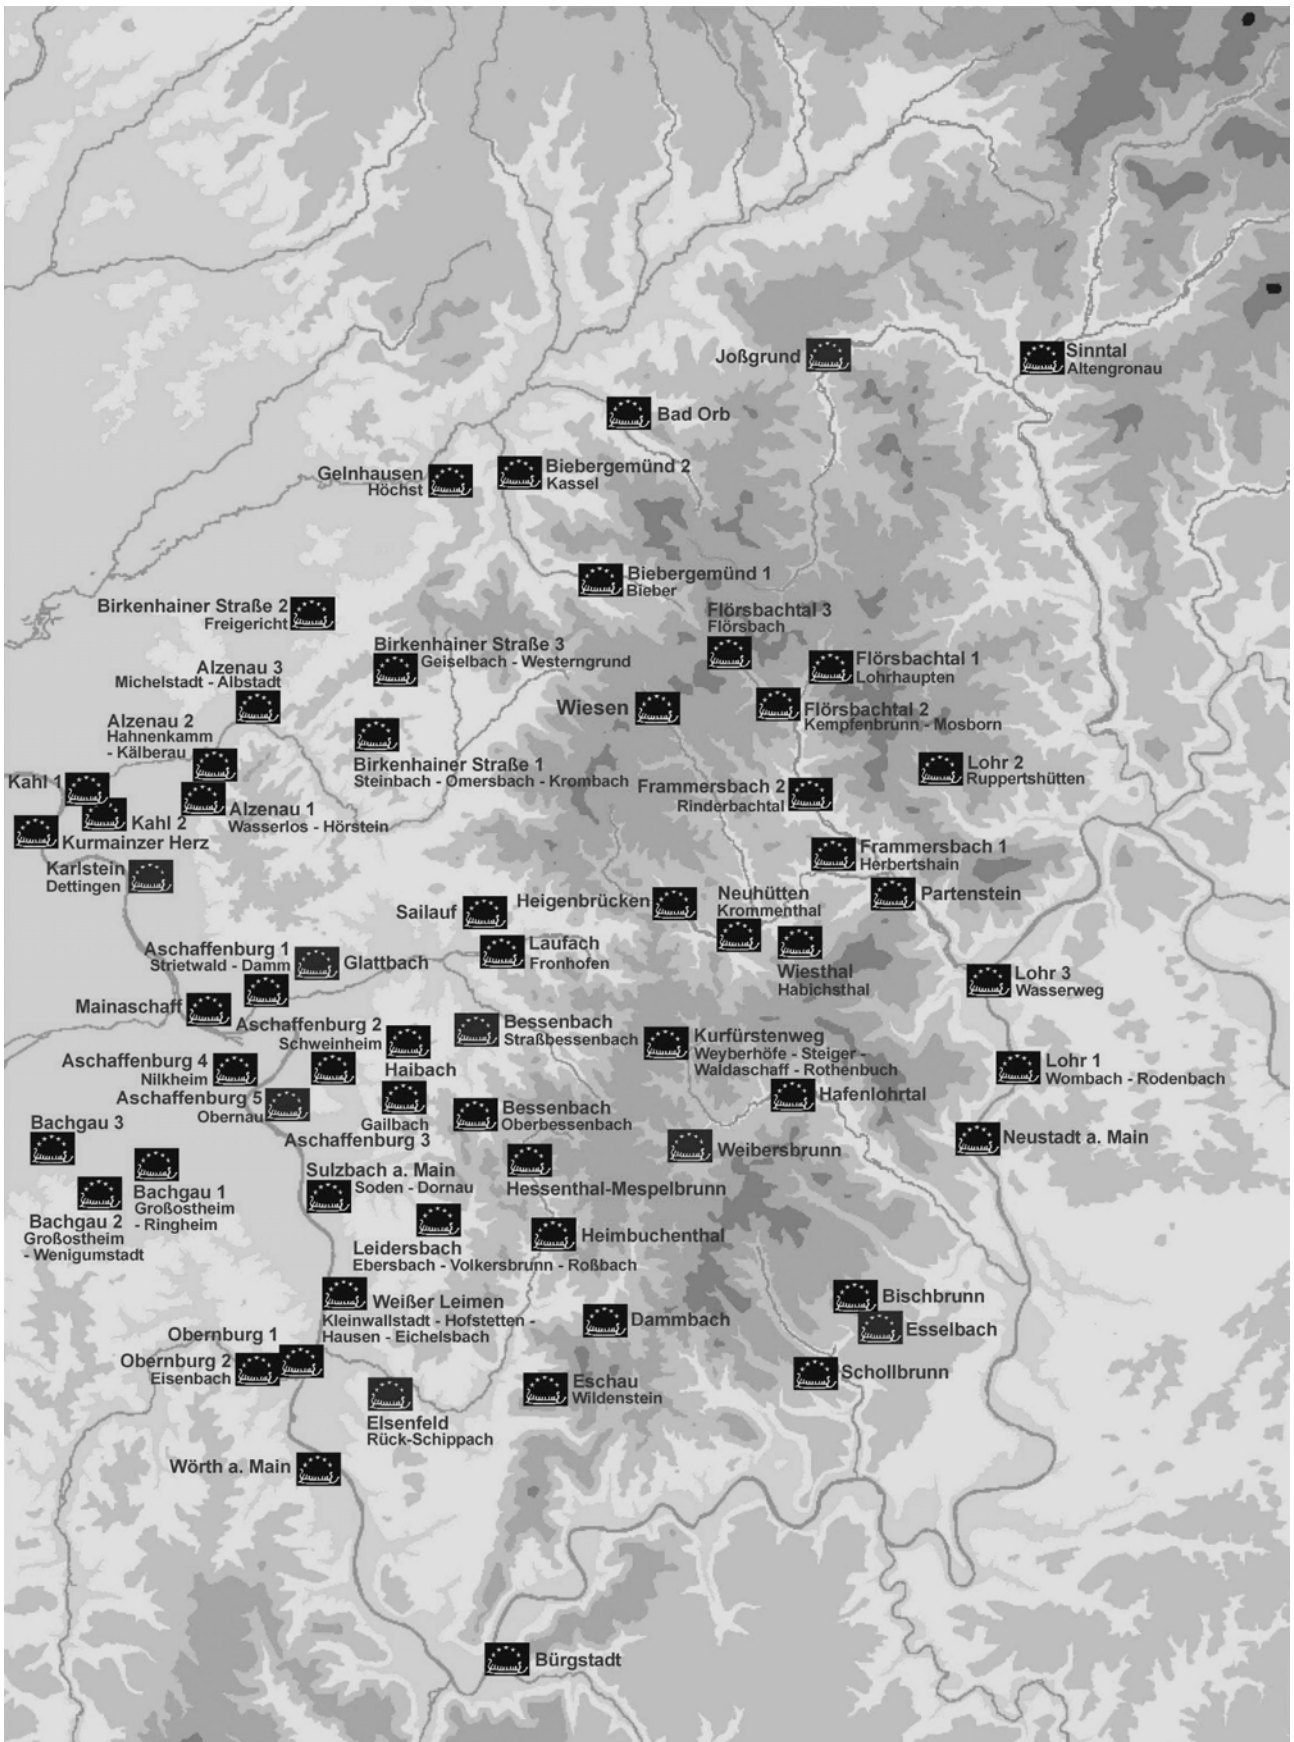 Joßgrund
Sinntal
Altengronau
Bad Orb
Gelnhausen
Höchst
Biebergemünd 2
Kassel
Biebergemünd 1
Bieber
Birkenhainer Straße 2
Freigericht
Flörsbachtal 3
Flörsbach
Birkenhainer Straße 3
Geiselbach - Westerngrund
Flörsbachtal 1
Lohrhaupten
Alzenau 3
Michelstadt - Albstadt
Wiesen
Flörsbachtal 2
Kempfenbrunn - Mosborn
Alzenau 2
Hahnenkamm
- Kälberau
Birkenhainer Straße 1
Steinbach - Omersbach - Krombach
Lohr 2
Ruppertshütten
Kahl 1
Frammersbach 2
Rinderbachtal
Alzenau 1
Wasserlos - Hörstein
Kahl 2
Kurmainzer Herz
Frammersbach 1
Herbertshain
Karlstein
Dettingen
Partenstein
Neuhütten
Krommenthal
Heigenbrücken
Sailauf
Laufach
Fronhofen
Aschaffenburg 1
Strietwald - Damm
Glattbach
Wiesthal
Habichsthal
Lohr 3
Wasserweg
Mainaschaff
Aschaffenburg 2
Schweinheim
Bessenbach
Straßbessenbach
Kurfürstenweg
Weyberhöfe - Steiger -
Waldaschaff - Rothenbuch
Haibach
Aschaffenburg 4
Nilkheim
Lohr 1
Wombach - Rodenbach
Aschaffenburg 5
Obernau
Gailbach
Aschaffenburg 3
Hafenlohrtal
Bessenbach
Oberbessenbach
Bachgau 3
Neustadt a. Main
Weibersbrunn
Sulzbach a. Main
Soden - Dornau
Hessenthal-Mespelbrunn
Bachgau 1
Großostheim
- Ringheim
Bachgau 2
Großostheim
- Wenigumstadt
Leidersbach
Ebersbach - Volkersbrunn - Roßbach
Heimbuchenthal
Weißer Leimen
Kleinwallstadt - Hofstetten -
Hausen - Eichelsbach
Bischbrunn
Dammbach
Esselbach
Obernburg 1
Obernburg 2
Eisenbach
Schollbrunn
Eschau
Wildenstein
Elsenfeld
Rück-Schippach
Wörth a. Main
Bürgstadt